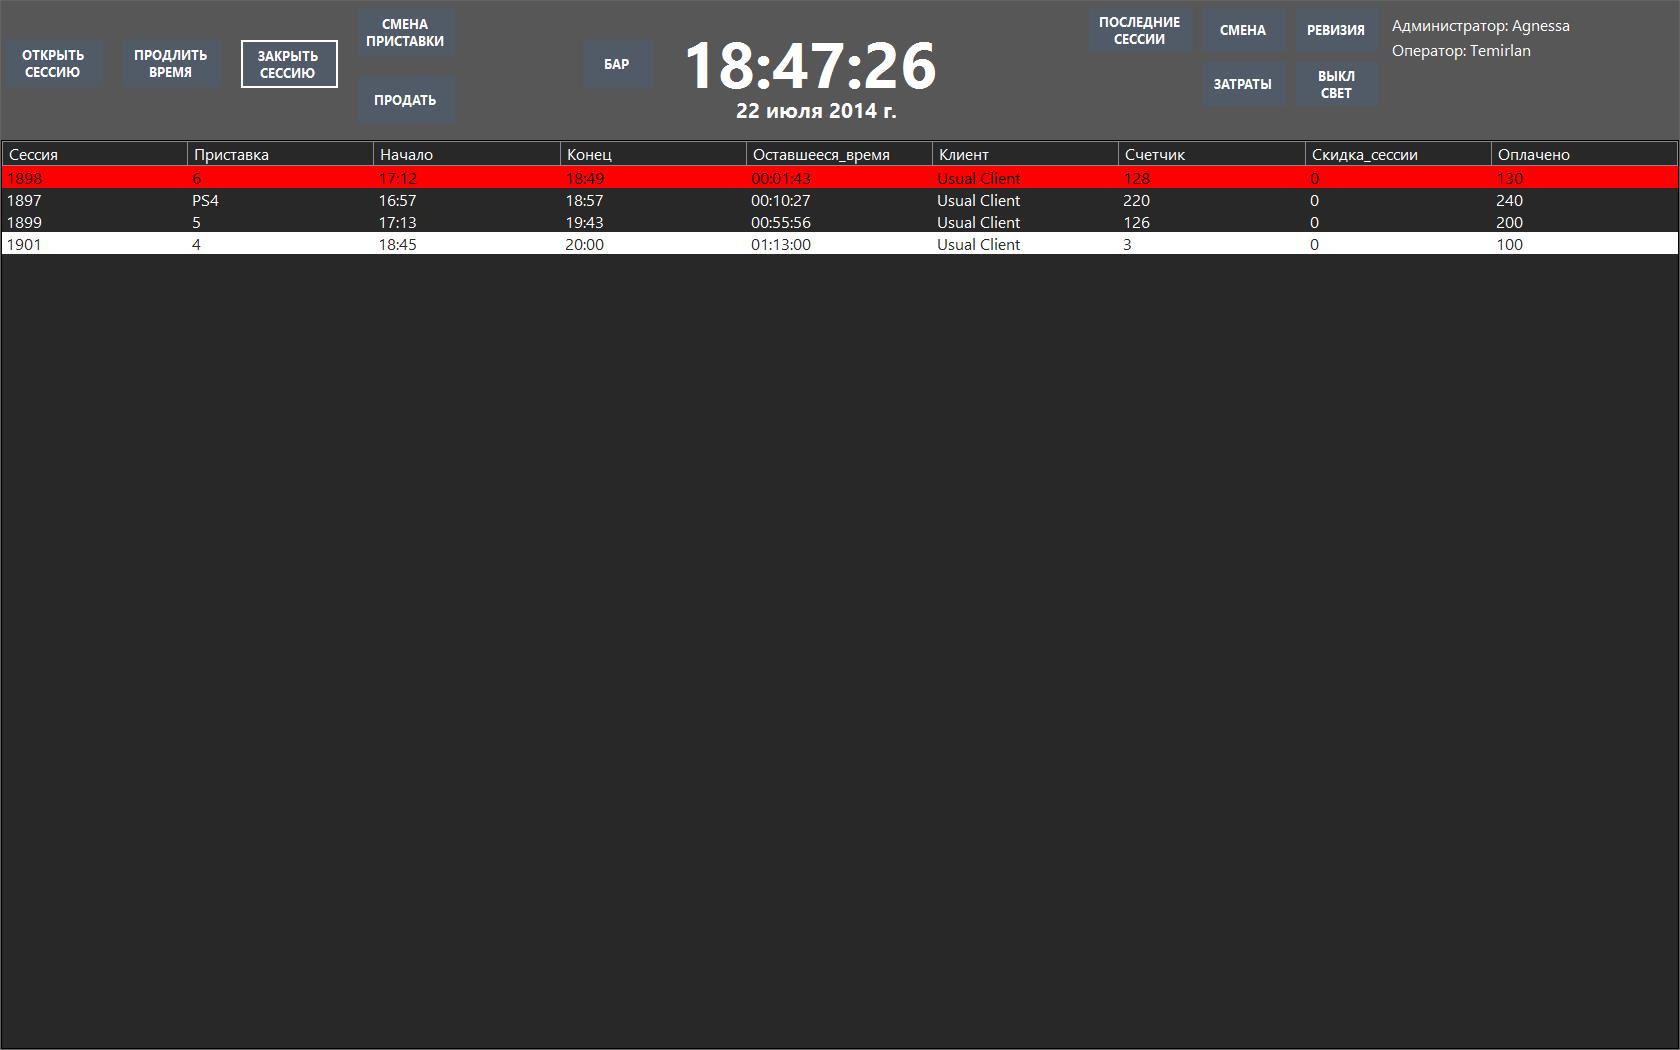 ОТКРЫТЬ
СЕССИЮ
ПРОДЛИТЬ
ВРЕМЯ
ЗАКРЫТЬ
СЕССИЮ
СМЕНА
ПРИСТАВКИ
ПРОДАТЬ
БАР
18:47:26
22 июля 2014 г.
ПОСЛЕДНИЕ
СЕССИИ
СМЕНА
РЕВИЗИЯ
ЗАТРАТЫ
ВЫКЛ
СВЕТ
Администратор: Agnessa
Оператор: Temirlan
Сессия Приставка Начало Конец Оставшееся_время Клиент Счетчик Скидка_сессии Оплачено
1898 6 17:12 18:49 00:01:43 Usual Client 128 0 130
1897 PS4 16:57 18:57 00:10:27 Usual Client 220 0 240
1899 5 17:13 19:43 00:55:56 Usual Client 126 0 200
1901 4 18:45 20:00 01:13:00 Usual Client 3 0 100